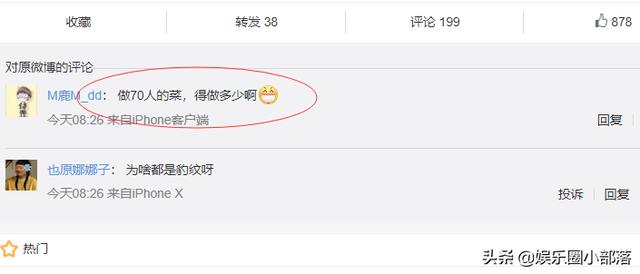 收藏 转发 38 评论 199 878
对原微博的评论
M鹿M_dd：做70人的菜，得做多少啊
今天08:26 来自iPhone客户端 回复
也原娜娜子：为啥都是豹纹呀
今天08:26 来自iPhone X 投诉 回复
热门
头条 @娱乐圈小部落